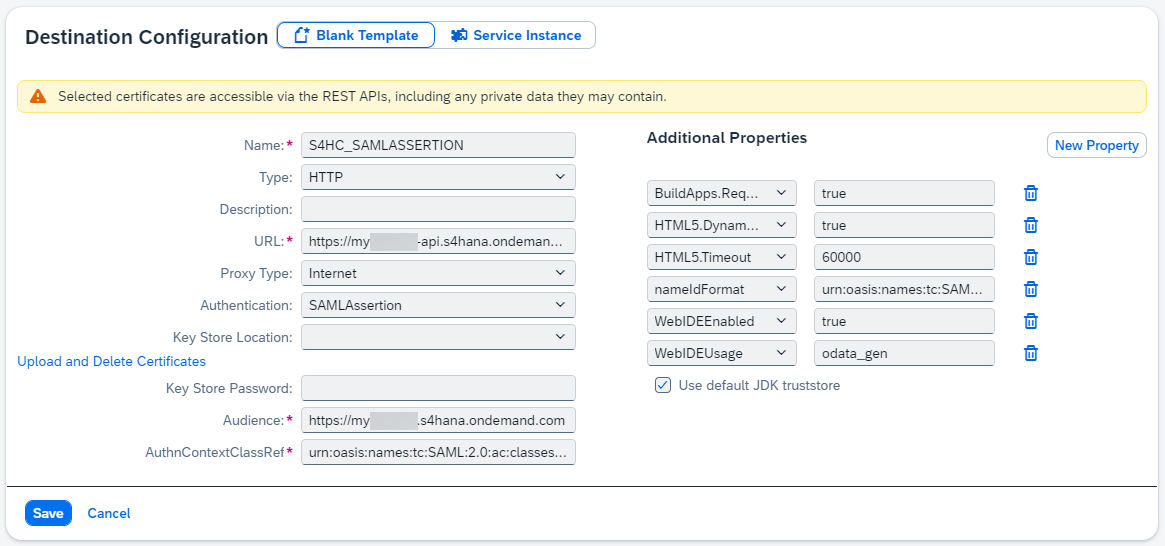 Destination Configuration
Blank Template
Service Instance
Selected certificates are accessible via the REST APIs, including any private data they may contain.
Name:* S4HC_SAMLASSERTION
Type: HTTP
Description:
URL:* https://my -api.s4hana.ondeman...
Proxy Type: Internet
Authentication: SAMLAssertion
Key Store Location:
Upload and Delete Certificates
Key Store Password:
Audience:* https://my .s4hana.ondemand.com
AuthnContextClassRef* urn:oasis:names:tc:SAML:2.0:ac:classes...
Additional Properties
New Property
BuildApps.Req... true
HTML5.Dynam... true
HTML5.Timeout 60000
nameIdFormat urn:oasis:names:tc:SAM...
WebIDEEnabled true
WebIDEUsage odata_gen
Use default JDK truststore
Save Cancel